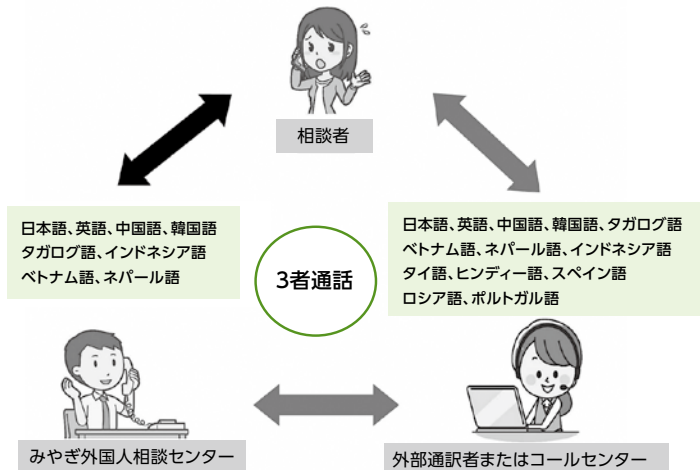 相談者
日本語、英語、中国語、韓国語
タガログ語、インドネシア語
ベトナム語、ネパール語
3者通話
日本語、英語、中国語、韓国語、タガログ語
ベトナム語、ネパール語、インドネシア語
タイ語、ヒンディー語、スペイン語
ロシア語、ポルトガル語
みやぎ外国人相談センター
外部通訳者またはコールセンター